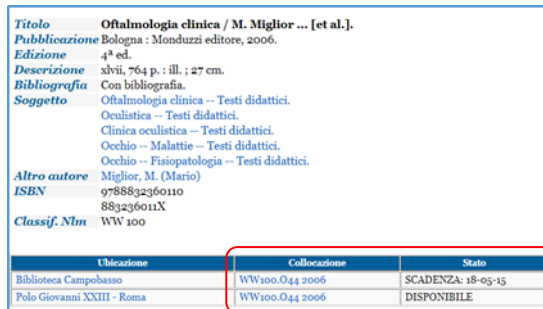 Titolo Oftalmologia clinica / M. Miglior ... [et al.].
Pubblicazione Bologna : Monduzzi editore, 2006.
Edizione 4ª ed.
Descrizione xlvii, 764 p. : ill. ; 27 cm.
Bibliografia Con bibliografia.
Soggetto Oftalmologia clinica -- Testi didattici.
Oculistica -- Testi didattici.
Clinica oculistica -- Testi didattici.
Occhio -- Malattie -- Testi didattici.
Occhio -- Fisiopatologia -- Testi didattici.
Altro autore Miglior, M. (Mario)
ISBN 9788832360110
883236011X
Classif. Nlm WW 100
Ubicazione Collocazione Stato
Biblioteca Campobasso WW100.O44 2006 SCADENZA: 18-05-15
Polo Giovanni XXIII - Roma WW100.O44 2006 DISPONIBILE